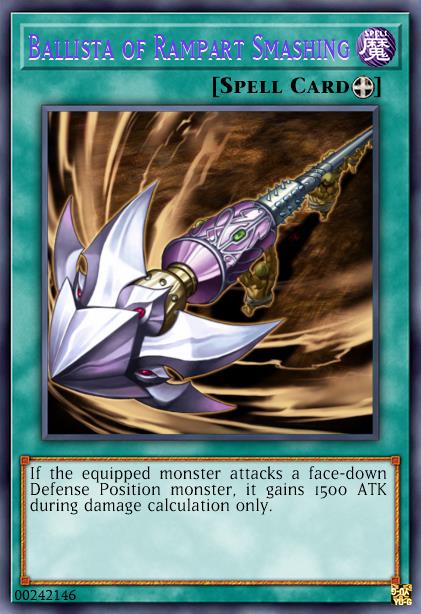 Ballista of Rampart Smashing
SPELL
魔
[Spell Card]
If the equipped monster attacks a face-down
Defense Position monster, it gains 1500 ATK
during damage calculation only.
00242146